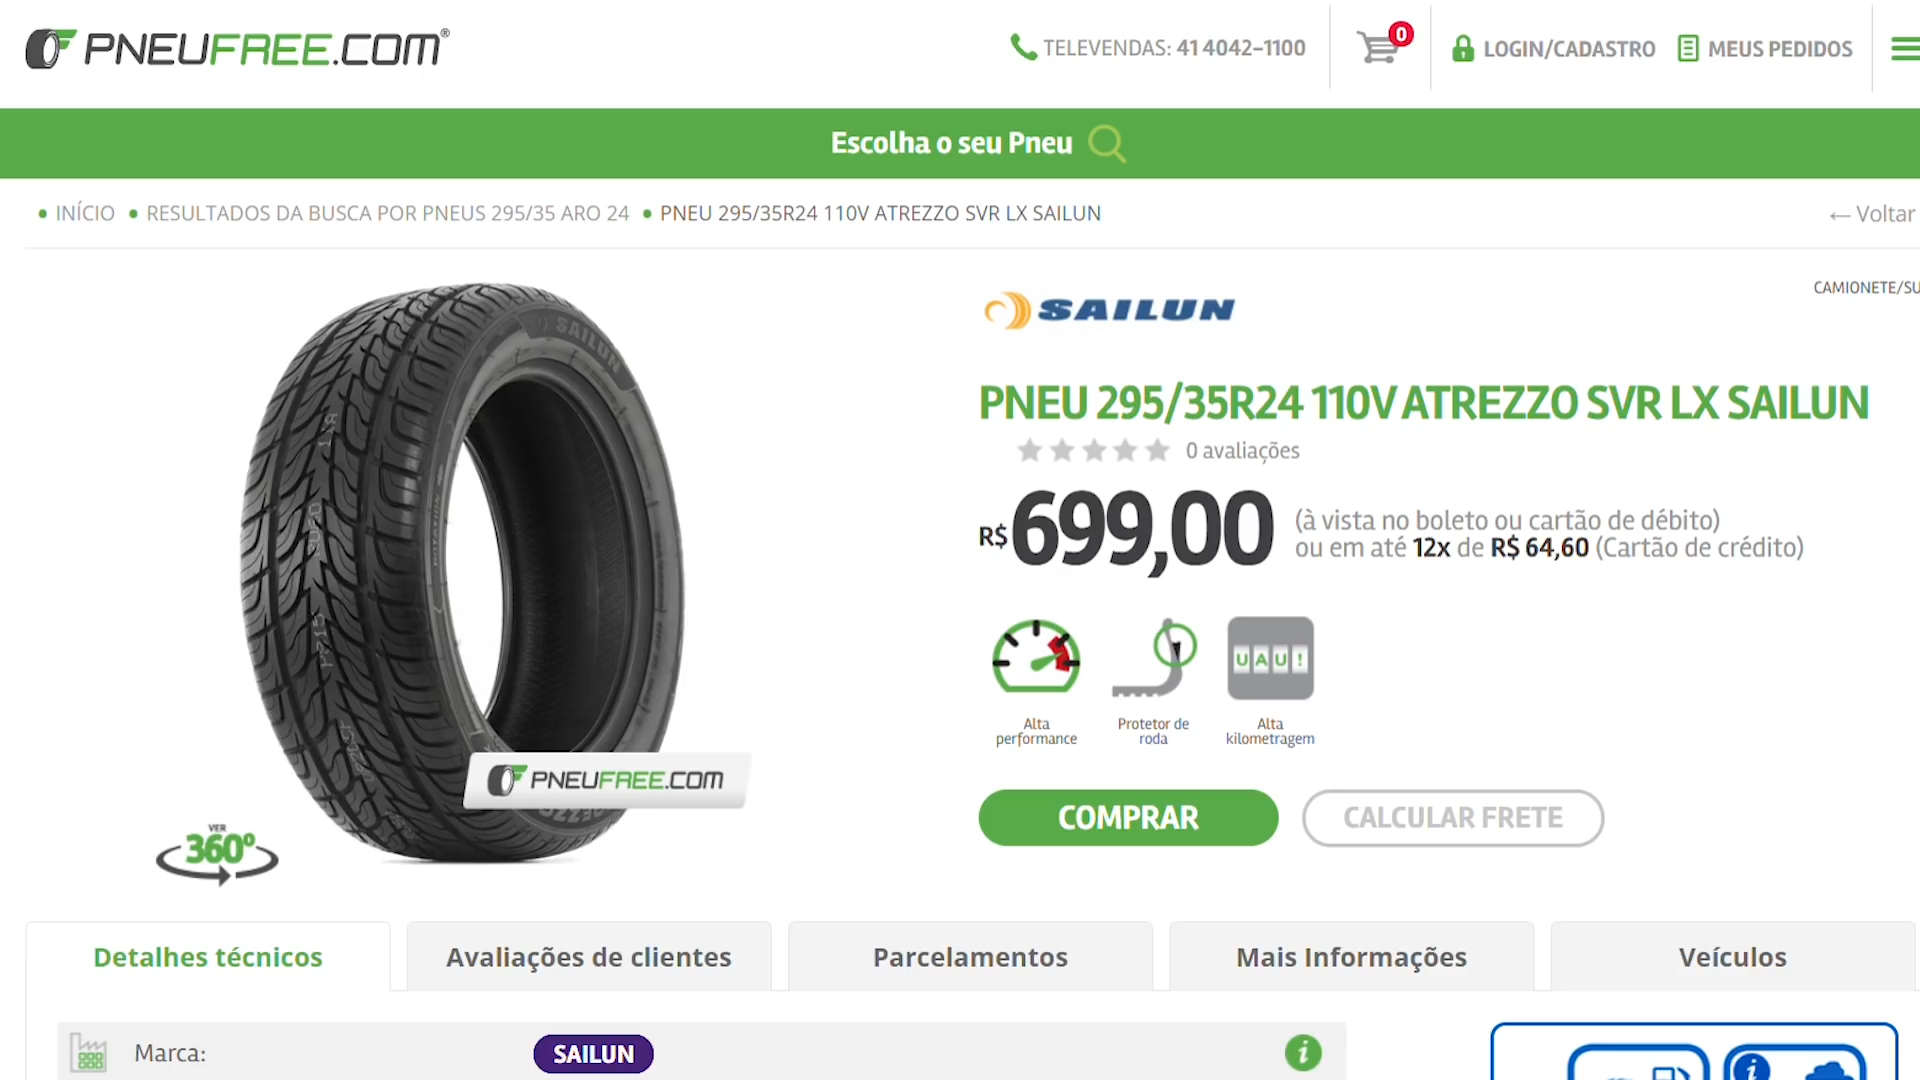 PNEUFREE.COM®
TELEVENDAS: 41 4042-1100
0
LOGIN/CADASTRO
MEUS PEDIDOS
Escolha o seu Pneu
INÍCIO
RESULTADOS DA BUSCA POR PNEUS 295/35 ARO 24
PNEU 295/35R24 110V ATREZZO SVR LX SAILUN
← Voltar
CAMIONETE/SU
SAILUN
SAILUN
PNEU 295/35R24 110V ATREZZO SVR LX SAILUN
0 avaliações
R$ 699,00
(à vista no boleto ou cartão de débito)
ou em até 12x de R$ 64,60 (Cartão de crédito)
UAU!
Alta
performance
Protetor de
roda
Alta
kilometragem
PNEUFREE.COM
COMPRAR
CALCULAR FRETE
VER
360º
Detalhes técnicos
Avaliações de clientes
Parcelamentos
Mais Informações
Veículos
Marca:
SAILUN
i
i